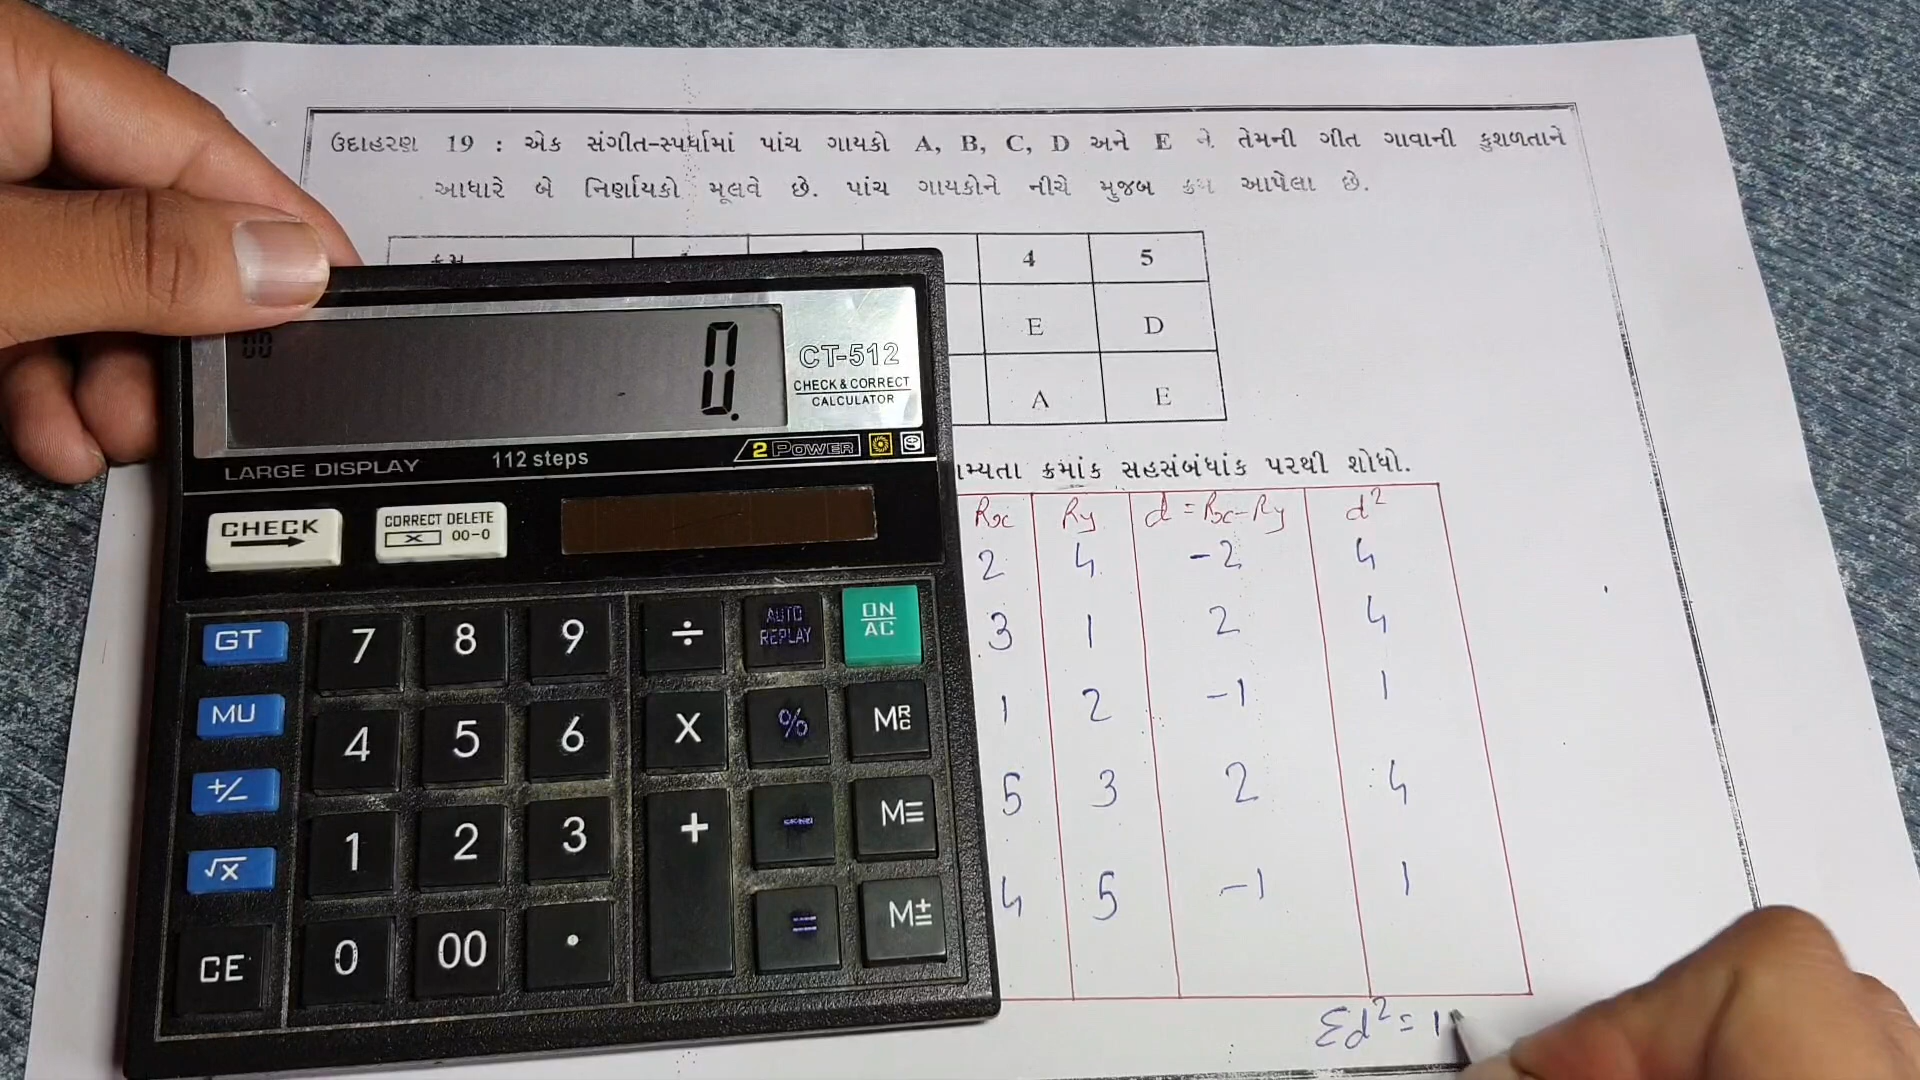 ઉદાહરણ 19 : એક સંગીત-સ્પર્ધામાં પાંચ ગાયકો A, B, C, D અને E ને તેમની ગીત ગાવાની કુશળતાને
આધારે બે નિર્ણાયકો મૂલવે છે. પાંચ ગાયકોને નીચે મુજબ ક્રમ આપેલા છે.
ક્રમ 4 5
E D
A E
ક્રમાંક સહસંબંધાંક પરથી શોધો.
Rx Ry d = Rx-Ry d²
2 4 -2 4
3 1 2 4
1 2 -1 1
5 3 2 4
4 5 -1 1
Σd² = 1
00 0.
CT-512
CHECK & CORRECT
CALCULATOR
LARGE DISPLAY 112 steps 2 POWER
CHECK CORRECT DELETE
X 00→0
GT 7 8 9 ÷ AUTO REPLAY ON/AC
MU 4 5 6 X % MRC
+/- 1 2 3 + - M=
√x 0 00 . = M±
CE